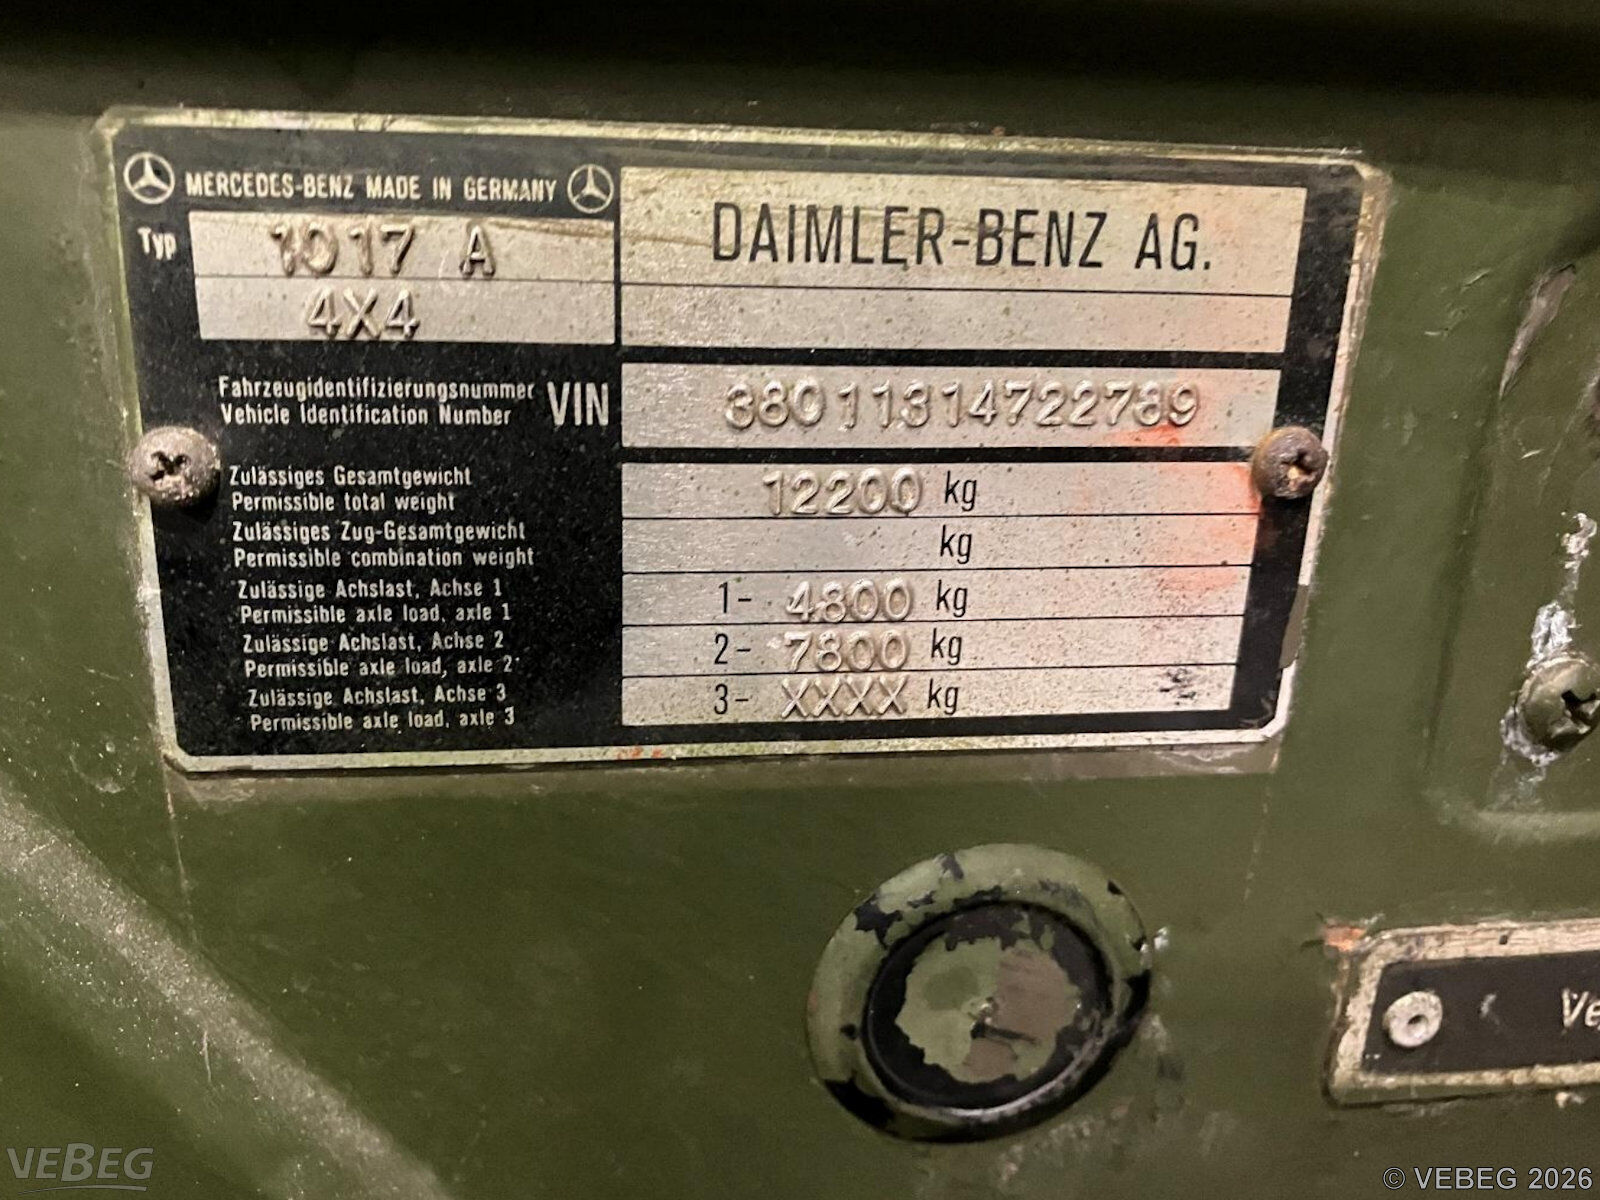 MERCEDES-BENZ MADE IN GERMANY
Typ 1017 A
4X4
DAIMLER-BENZ AG.
Fahrzeugidentifizierungsnummer
Vehicle Identification Number
VIN
38011314722789
Zulässiges Gesamtgewicht
Permissible total weight
12200 kg
Zulässiges Zug-Gesamtgewicht
Permissible combination weight
kg
Zulässige Achslast, Achse 1
Permissible axle load, axle 1
1- 4800 kg
Zulässige Achslast, Achse 2
Permissible axle load, axle 2
2- 7800 kg
Zulässige Achslast, Achse 3
Permissible axle load, axle 3
3- XXXX kg
Ve
VEBEG
© VEBEG 2026